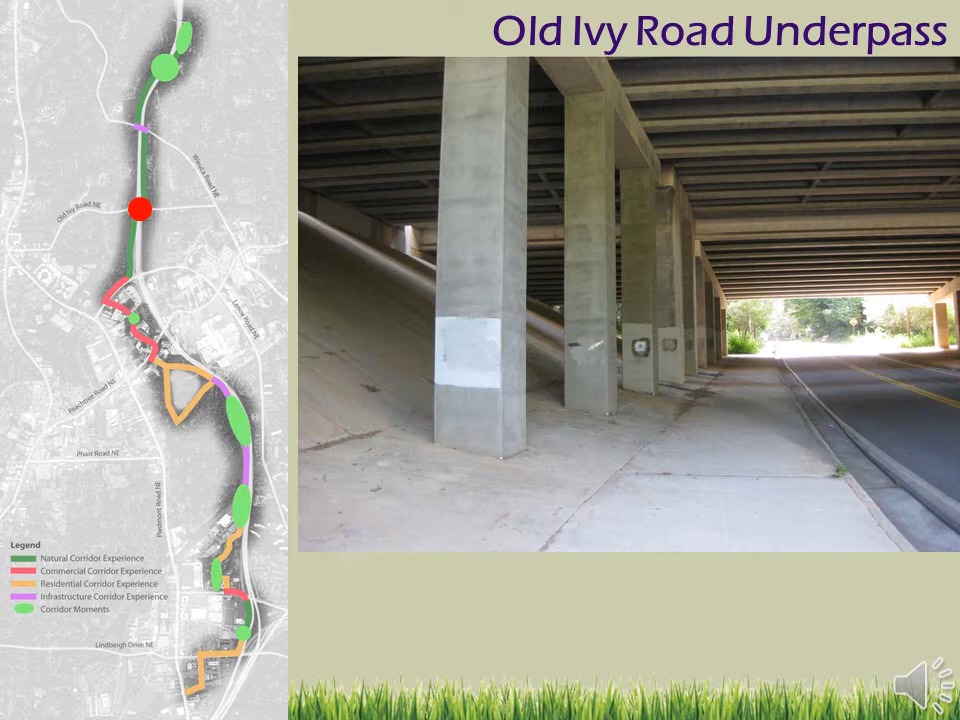 Old Ivy Road Underpass
Wieuca Road NE
Old Ivy Road NE
Lenox Road NE
Peachtree Road NE
Pharr Road NE
Piedmont Road NE
Legend
Natural Corridor Experience
Commercial Corridor Experience
Residential Corridor Experience
Infrastructure Corridor Experience
Corridor Moments
Lindbergh Drive NE